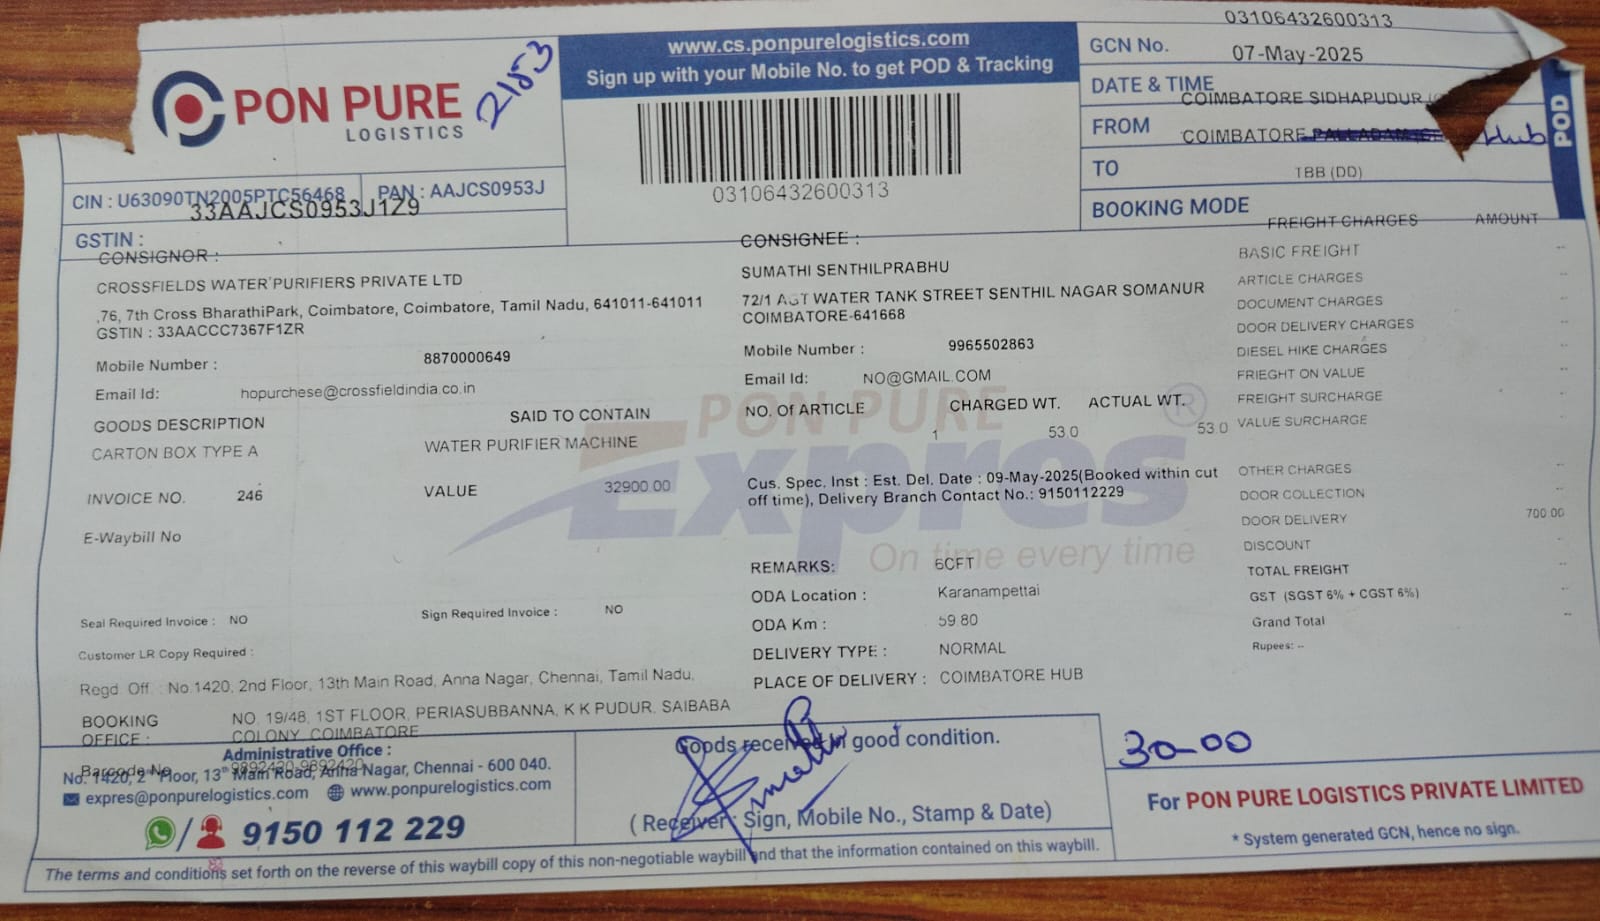 PON PURE
LOGISTICS
2153
www.cs.ponpurelogistics.com
Sign up with your Mobile No. to get POD & Tracking
03106432600313
03106432600313
GCN No.
07-May-2025
DATE & TIME
COIMBATORE SIDHAPUDUR
FROM
COIMBATORE Hub
TO
TBB (DD)
BOOKING MODE
POD
CIN : U63090TN2005PTC56468
PAN : AAJCS0953J
33AAJCS0953J1Z9
GSTIN :
CONSIGNOR :
CROSSFIELDS WATER PURIFIERS PRIVATE LTD
,76, 7th Cross BharathiPark, Coimbatore, Coimbatore, Tamil Nadu, 641011-641011
GSTIN : 33AACCC7367F1ZR
Mobile Number : 8870000649
Email Id: hopurchese@crossfieldindia.co.in
GOODS DESCRIPTION SAID TO CONTAIN
CARTON BOX TYPE A WATER PURIFIER MACHINE
INVOICE NO. 246 VALUE 32900.00
E-Waybill No
Seal Required Invoice : NO Sign Required Invoice : NO
Customer LR Copy Required :
Regd. Off. : No.1420, 2nd Floor, 13th Main Road, Anna Nagar, Chennai, Tamil Nadu,
BOOKING OFFICE : NO. 19/48, 1ST FLOOR, PERIASUBBANNA, K K PUDUR, SAIBABA
COLONY, COIMBATORE
CONSIGNEE :
SUMATHI SENTHILPRABHU
72/1 AST WATER TANK STREET SENTHIL NAGAR SOMANUR
COIMBATORE-641668
Mobile Number : 9965502863
Email Id: NO@GMAIL.COM
NO. Of ARTICLE CHARGED WT. ACTUAL WT.
1 53.0 53.0
Cus. Spec. Inst : Est. Del. Date : 09-May-2025(Booked within cut
off time), Delivery Branch Contact No.: 9150112229
PON PURE
Expres
On time every time
REMARKS: 6CFT
ODA Location : Karanampettai
ODA Km : 59.80
DELIVERY TYPE : NORMAL
PLACE OF DELIVERY : COIMBATORE HUB
FREIGHT CHARGES AMOUNT
BASIC FREIGHT --
ARTICLE CHARGES --
DOCUMENT CHARGES --
DOOR DELIVERY CHARGES --
DIESEL HIKE CHARGES --
FRIEGHT ON VALUE --
FREIGHT SURCHARGE --
VALUE SURCHARGE --
OTHER CHARGES --
DOOR COLLECTION --
DOOR DELIVERY 700.00
DISCOUNT --
TOTAL FREIGHT --
GST (SGST 6% + CGST 6%) --
Grand Total --
Rupees: --
Administrative Office :
Barcode No 9892420-9892420
No. 1420, 2nd Floor, 13th Main Road, Anna Nagar, Chennai - 600 040.
expres@ponpurelogistics.com www.ponpurelogistics.com
9150 112 229
Goods received in good condition.
( Receiver : Sign, Mobile No., Stamp & Date)
30-00
For PON PURE LOGISTICS PRIVATE LIMITED
* System generated GCN, hence no sign.
The terms and conditions set forth on the reverse of this waybill copy of this non-negotiable waybill and that the information contained on this waybill.